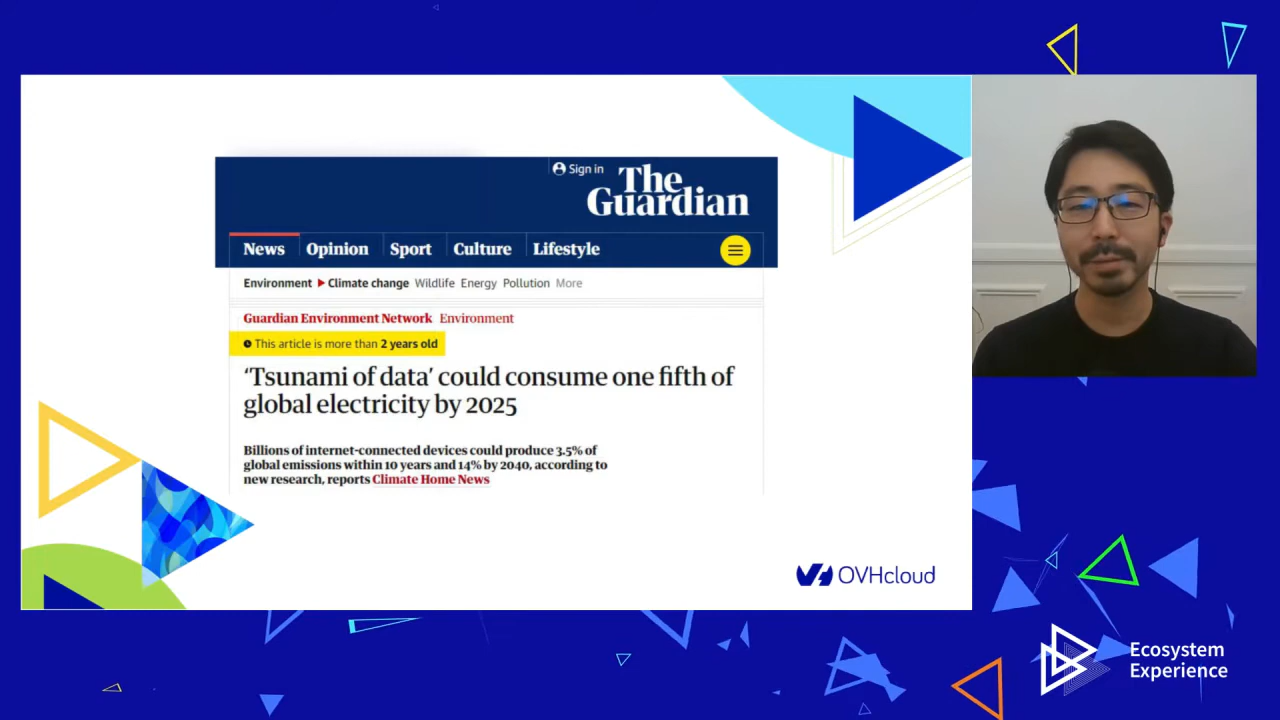 Sign in
The
Guardian
News Opinion Sport Culture Lifestyle
Environment Climate change Wildlife Energy Pollution More
Guardian Environment Network Environment
This article is more than 2 years old
‘Tsunami of data’ could consume one fifth of
global electricity by 2025
Billions of internet-connected devices could produce 3.5% of
global emissions within 10 years and 14% by 2040, according to
new research, reports Climate Home News
OVHcloud
Ecosystem
Experience